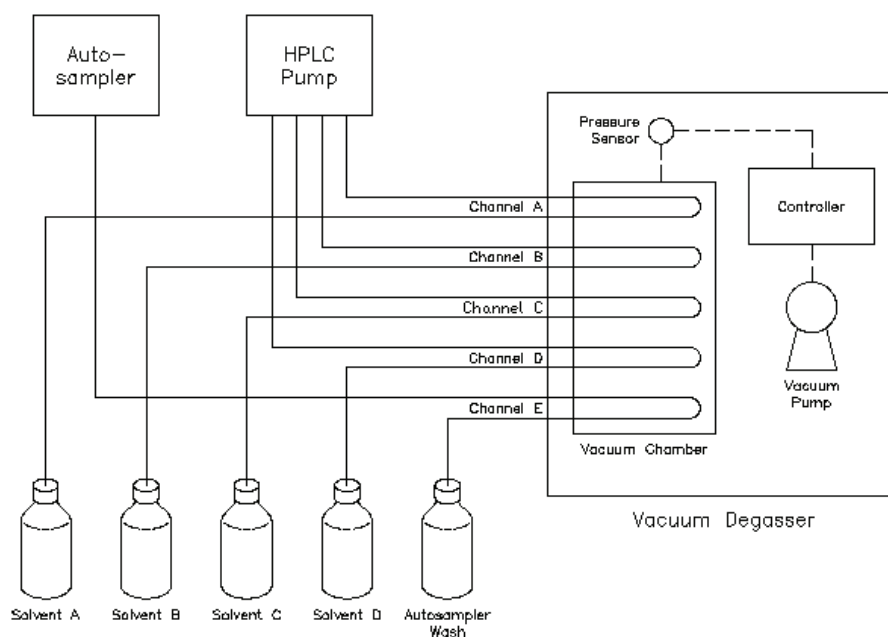 Auto-
sampler
HPLC
Pump
Pressure
Sensor
Channel A
Controller
Channel B
Channel C
Channel D
Vacuum
Pump
Channel E
Vacuum Chamber
Vacuum Degasser
Solvent A
Solvent B
Solvent C
Solvent D
Autosampler
Wash